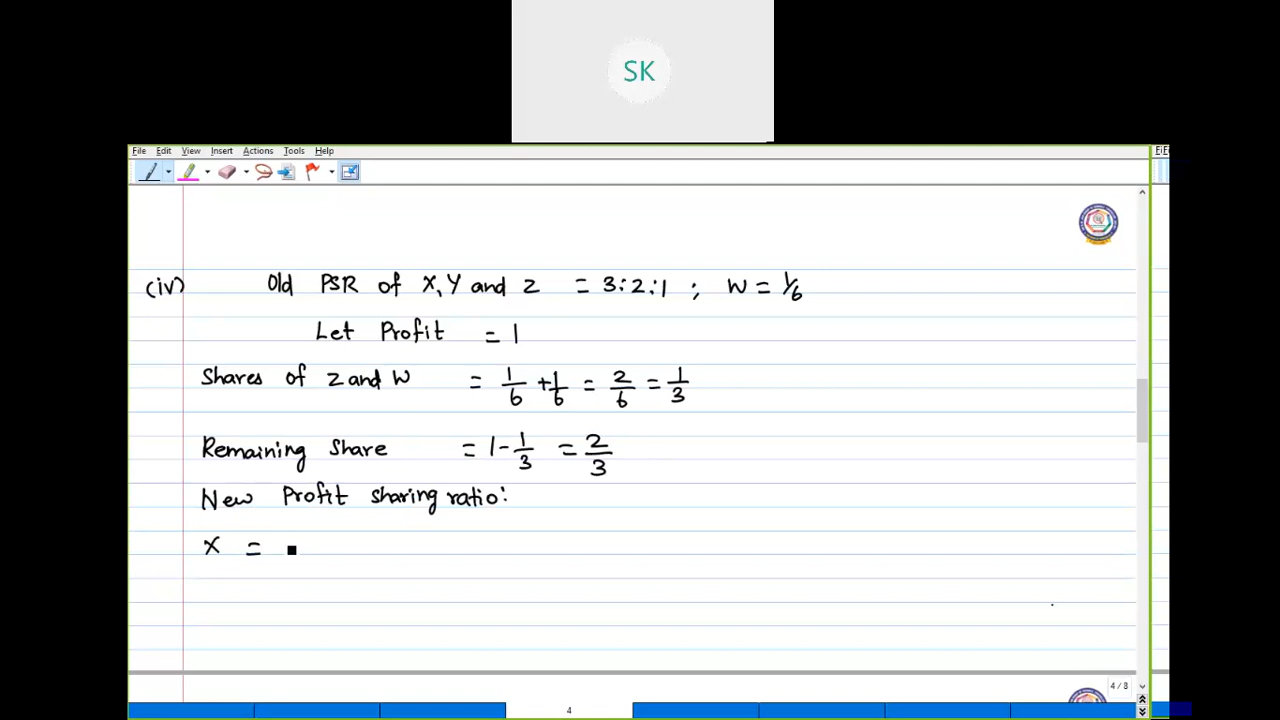 SK
File Edit View Insert Actions Tools Help
(iv) Old PSR of X, Y and Z = 3:2:1 ; W = 1/6
Let Profit = 1
Shares of Z and W = 1/6 + 1/6 = 2/6 = 1/3
Remaining Share = 1 - 1/3 = 2/3
New Profit sharing ratio:
X =
4 / 8
4